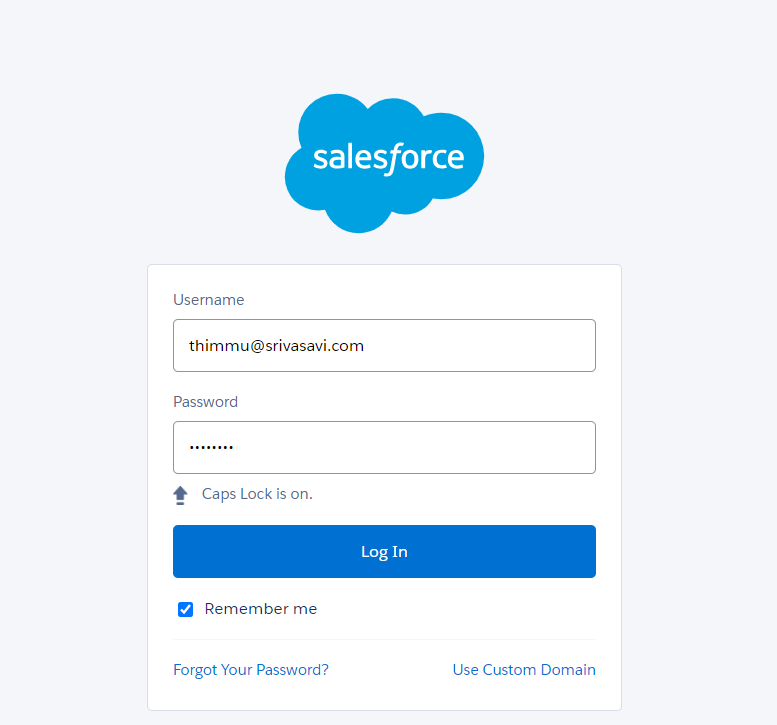 salesforce
Username
thimmu@srivasavi.com
Password
••••••••
Caps Lock is on.
Log In
Remember me
Forgot Your Password? Use Custom Domain